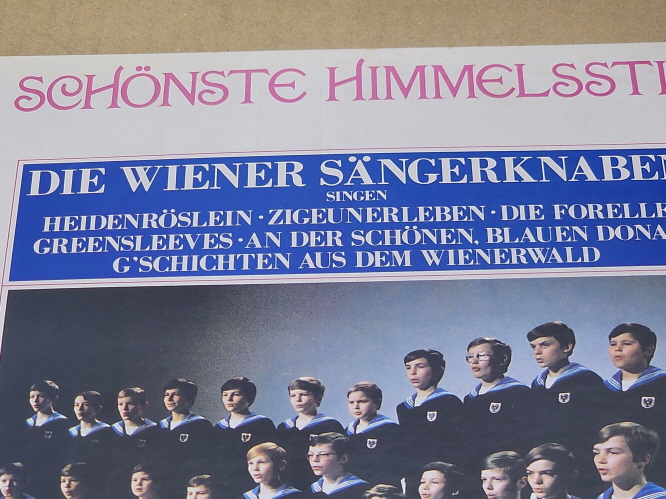 SCHÖNSTE HIMMELSSTI
DIE WIENER SÄNGERKNABEN
SINGEN
HEIDENRÖSLEIN · ZIGEUNERLEBEN · DIE FORELLE
GREENSLEEVES · AN DER SCHÖNEN, BLAUEN DONA
G'SCHICHTEN AUS DEM WIENERWALD